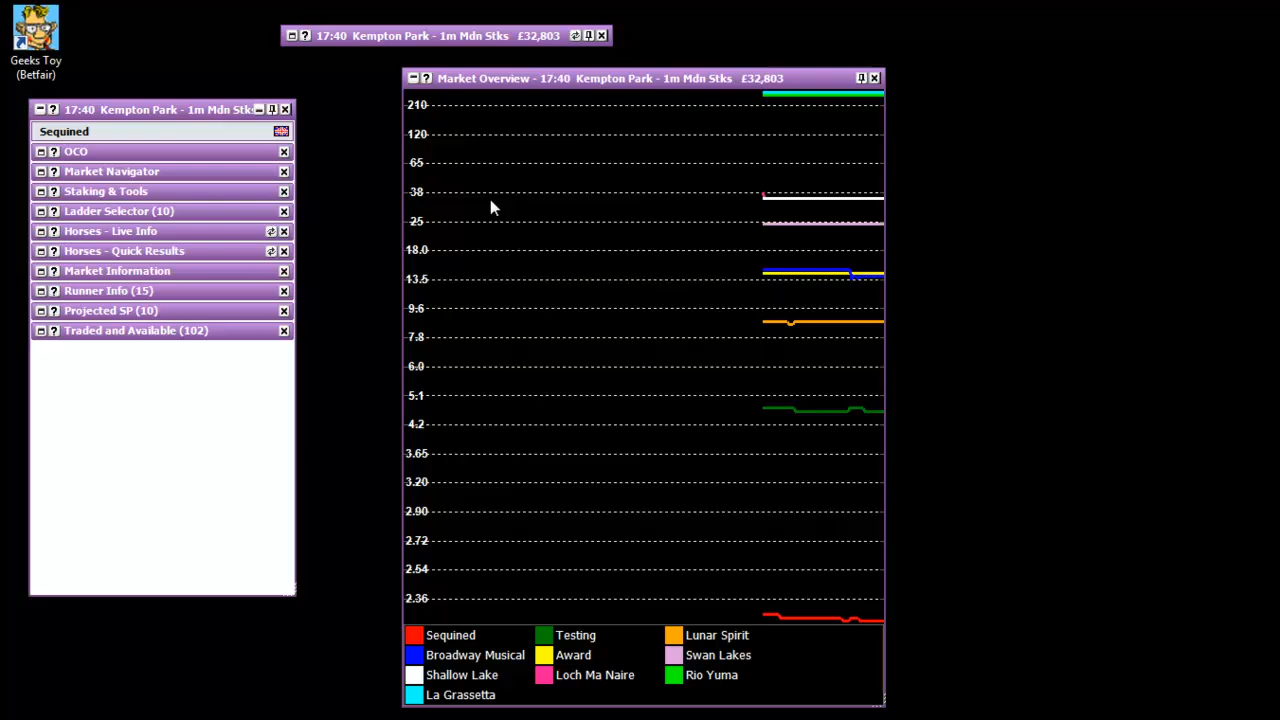 Geeks Toy
(Betfair)
17:40 Kempton Park - 1m Mdn Stks £32,803
Market Overview - 17:40 Kempton Park - 1m Mdn Stks £32,803
17:40 Kempton Park - 1m Mdn Stks
Sequined
OCO
Market Navigator
Staking & Tools
Ladder Selector (10)
Horses - Live Info
Horses - Quick Results
Market Information
Runner Info (15)
Projected SP (10)
Traded and Available (102)
210
120
65
38
25
18.0
13.5
9.6
7.8
6.0
5.1
4.2
3.65
3.20
2.90
2.72
2.54
2.36
Sequined Testing Lunar Spirit
Broadway Musical Award Swan Lakes
Shallow Lake Loch Ma Naire Rio Yuma
La Grassetta